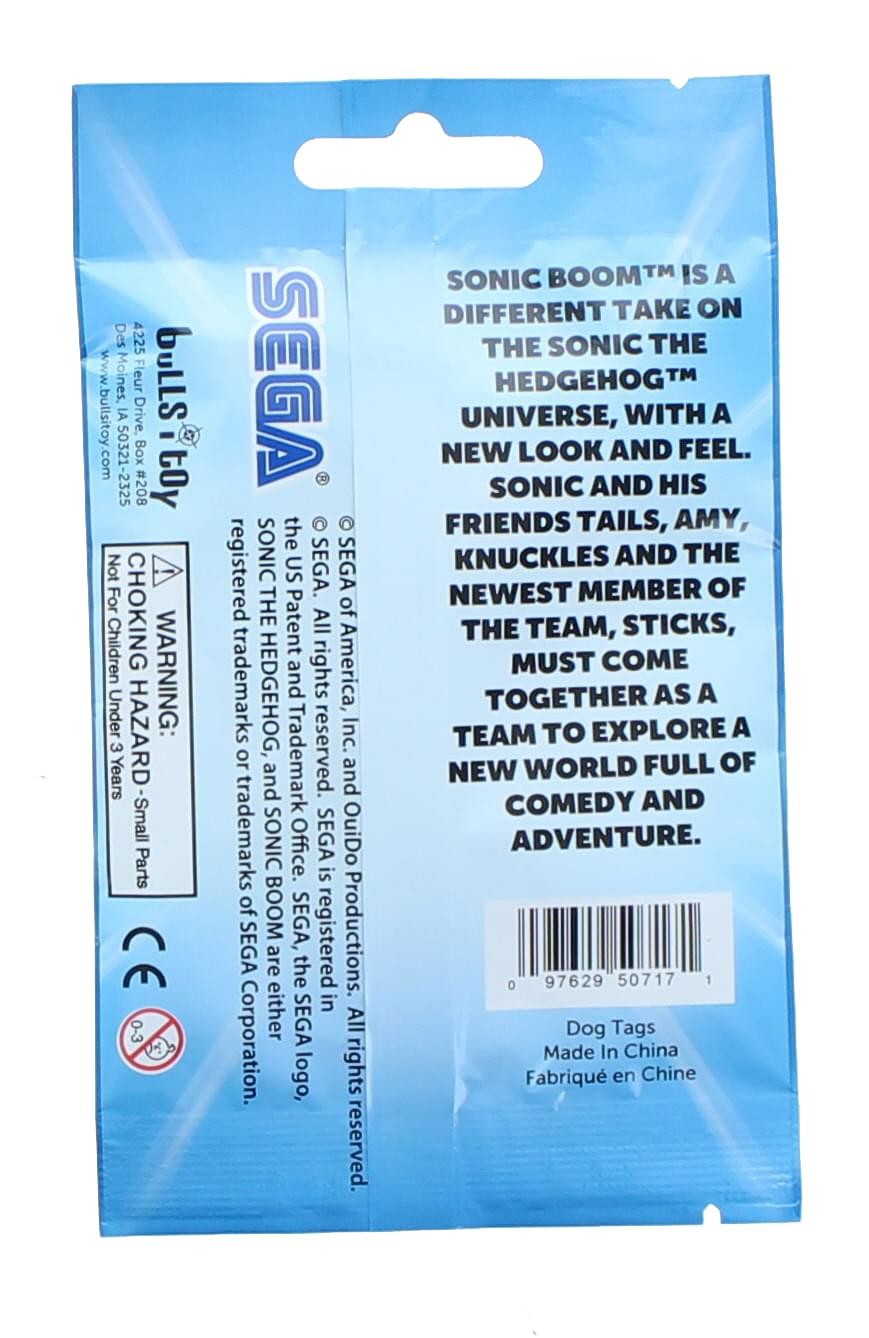 SONIC BOOM™ IS A
DIFFERENT TAKE ON
THE SONIC THE
HEDGEHOG™
UNIVERSE, WITH A
NEW LOOK AND FEEL.
SONIC AND HIS
FRIENDS TAILS, AMY,
KNUCKLES AND THE
NEWEST MEMBER OF
THE TEAM, STICKS,
MUST COME
TOGETHER AS A
TEAM TO EXPLORE A
NEW WORLD FULL OF
COMEDY AND
ADVENTURE.
0 97629 50717 1
Dog Tags
Made In China
Fabriqué en Chine
SEGA®
© SEGA of America, Inc. and OuiDo Productions. All rights reserved.
© SEGA. All rights reserved. SEGA is registered in
the US Patent and Trademark Office. SEGA, the SEGA logo,
SONIC THE HEDGEHOG, and SONIC BOOM are either
registered trademarks or trademarks of SEGA Corporation.
bullsitoy
4225 Fleur Drive, Box #208
Des Moines, IA 50321-2325
www.bullsitoy.com
WARNING:
CHOKING HAZARD - Small Parts
Not For Children Under 3 Years
CE
0-3